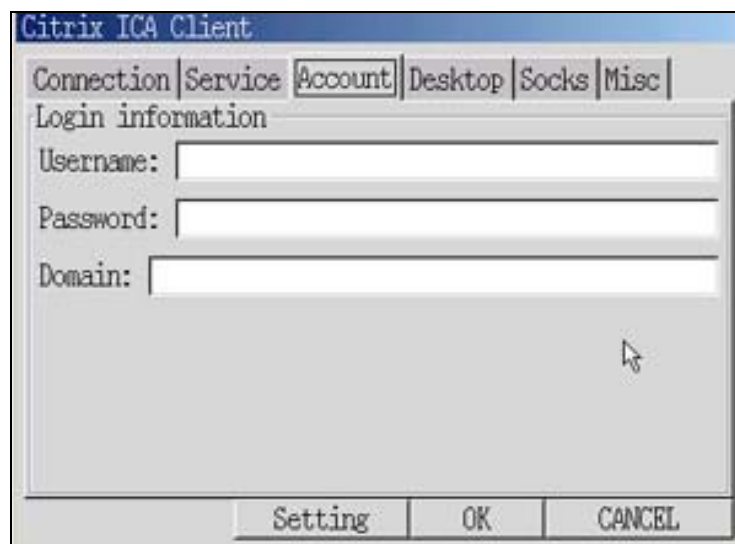 Citrix ICA Client
Connection Service Account Desktop Socks Misc
Login information
Username:
Password:
Domain:
Setting OK CANCEL